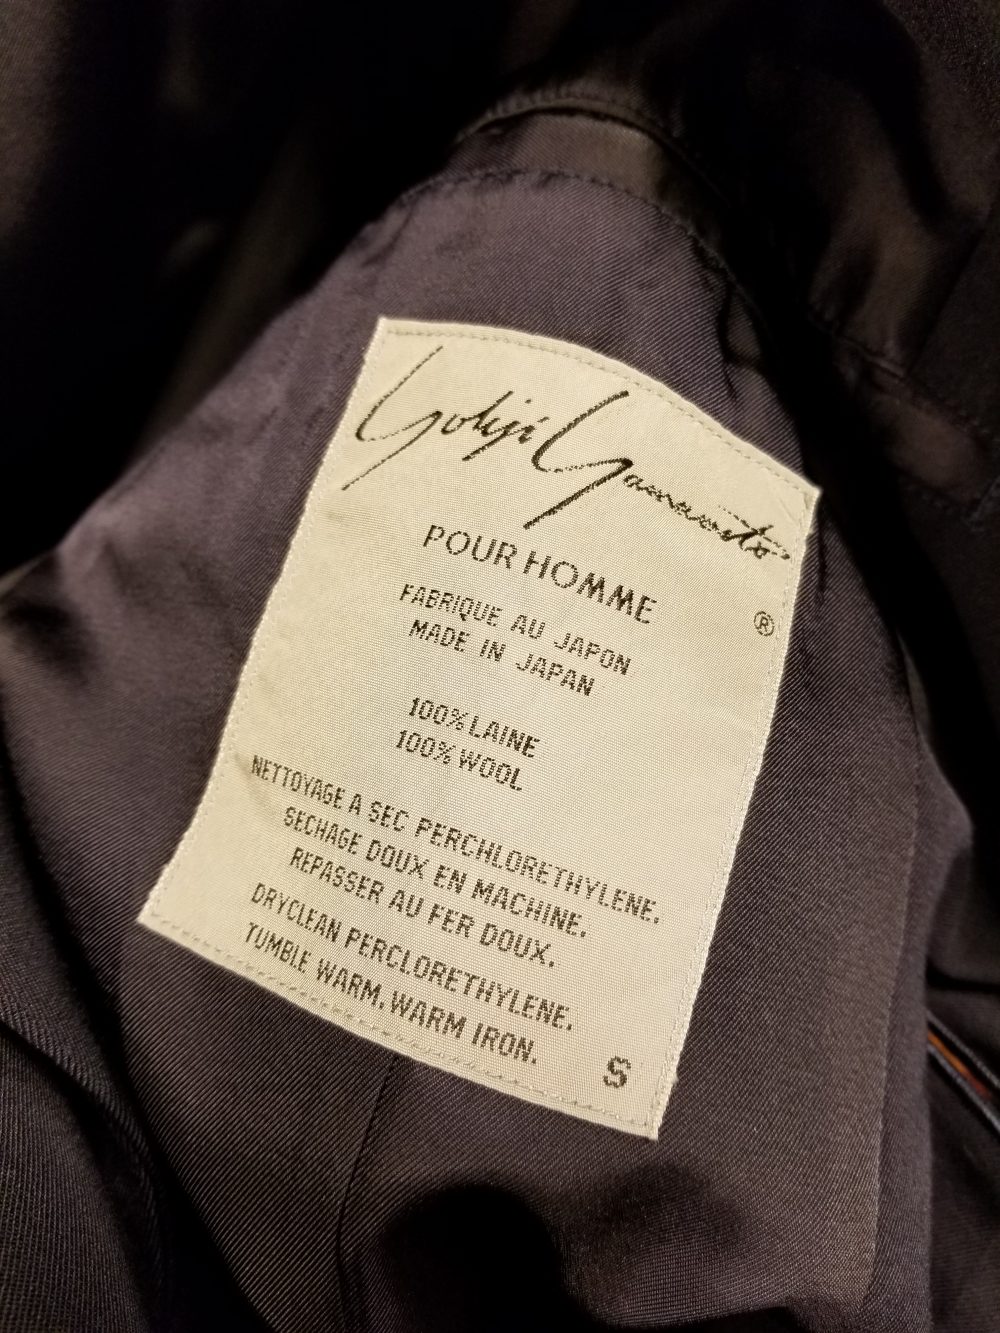 Yohji Yamamoto
POUR HOMME
®
FABRIQUE AU JAPON
MADE IN JAPAN
100% LAINE
100% WOOL
NETTOYAGE A SEC PERCHLORETHYLENE.
SECHAGE DOUX EN MACHINE.
REPASSER AU FER DOUX.
DRYCLEAN PERCLORETHYLENE.
TUMBLE WARM. WARM IRON.
S